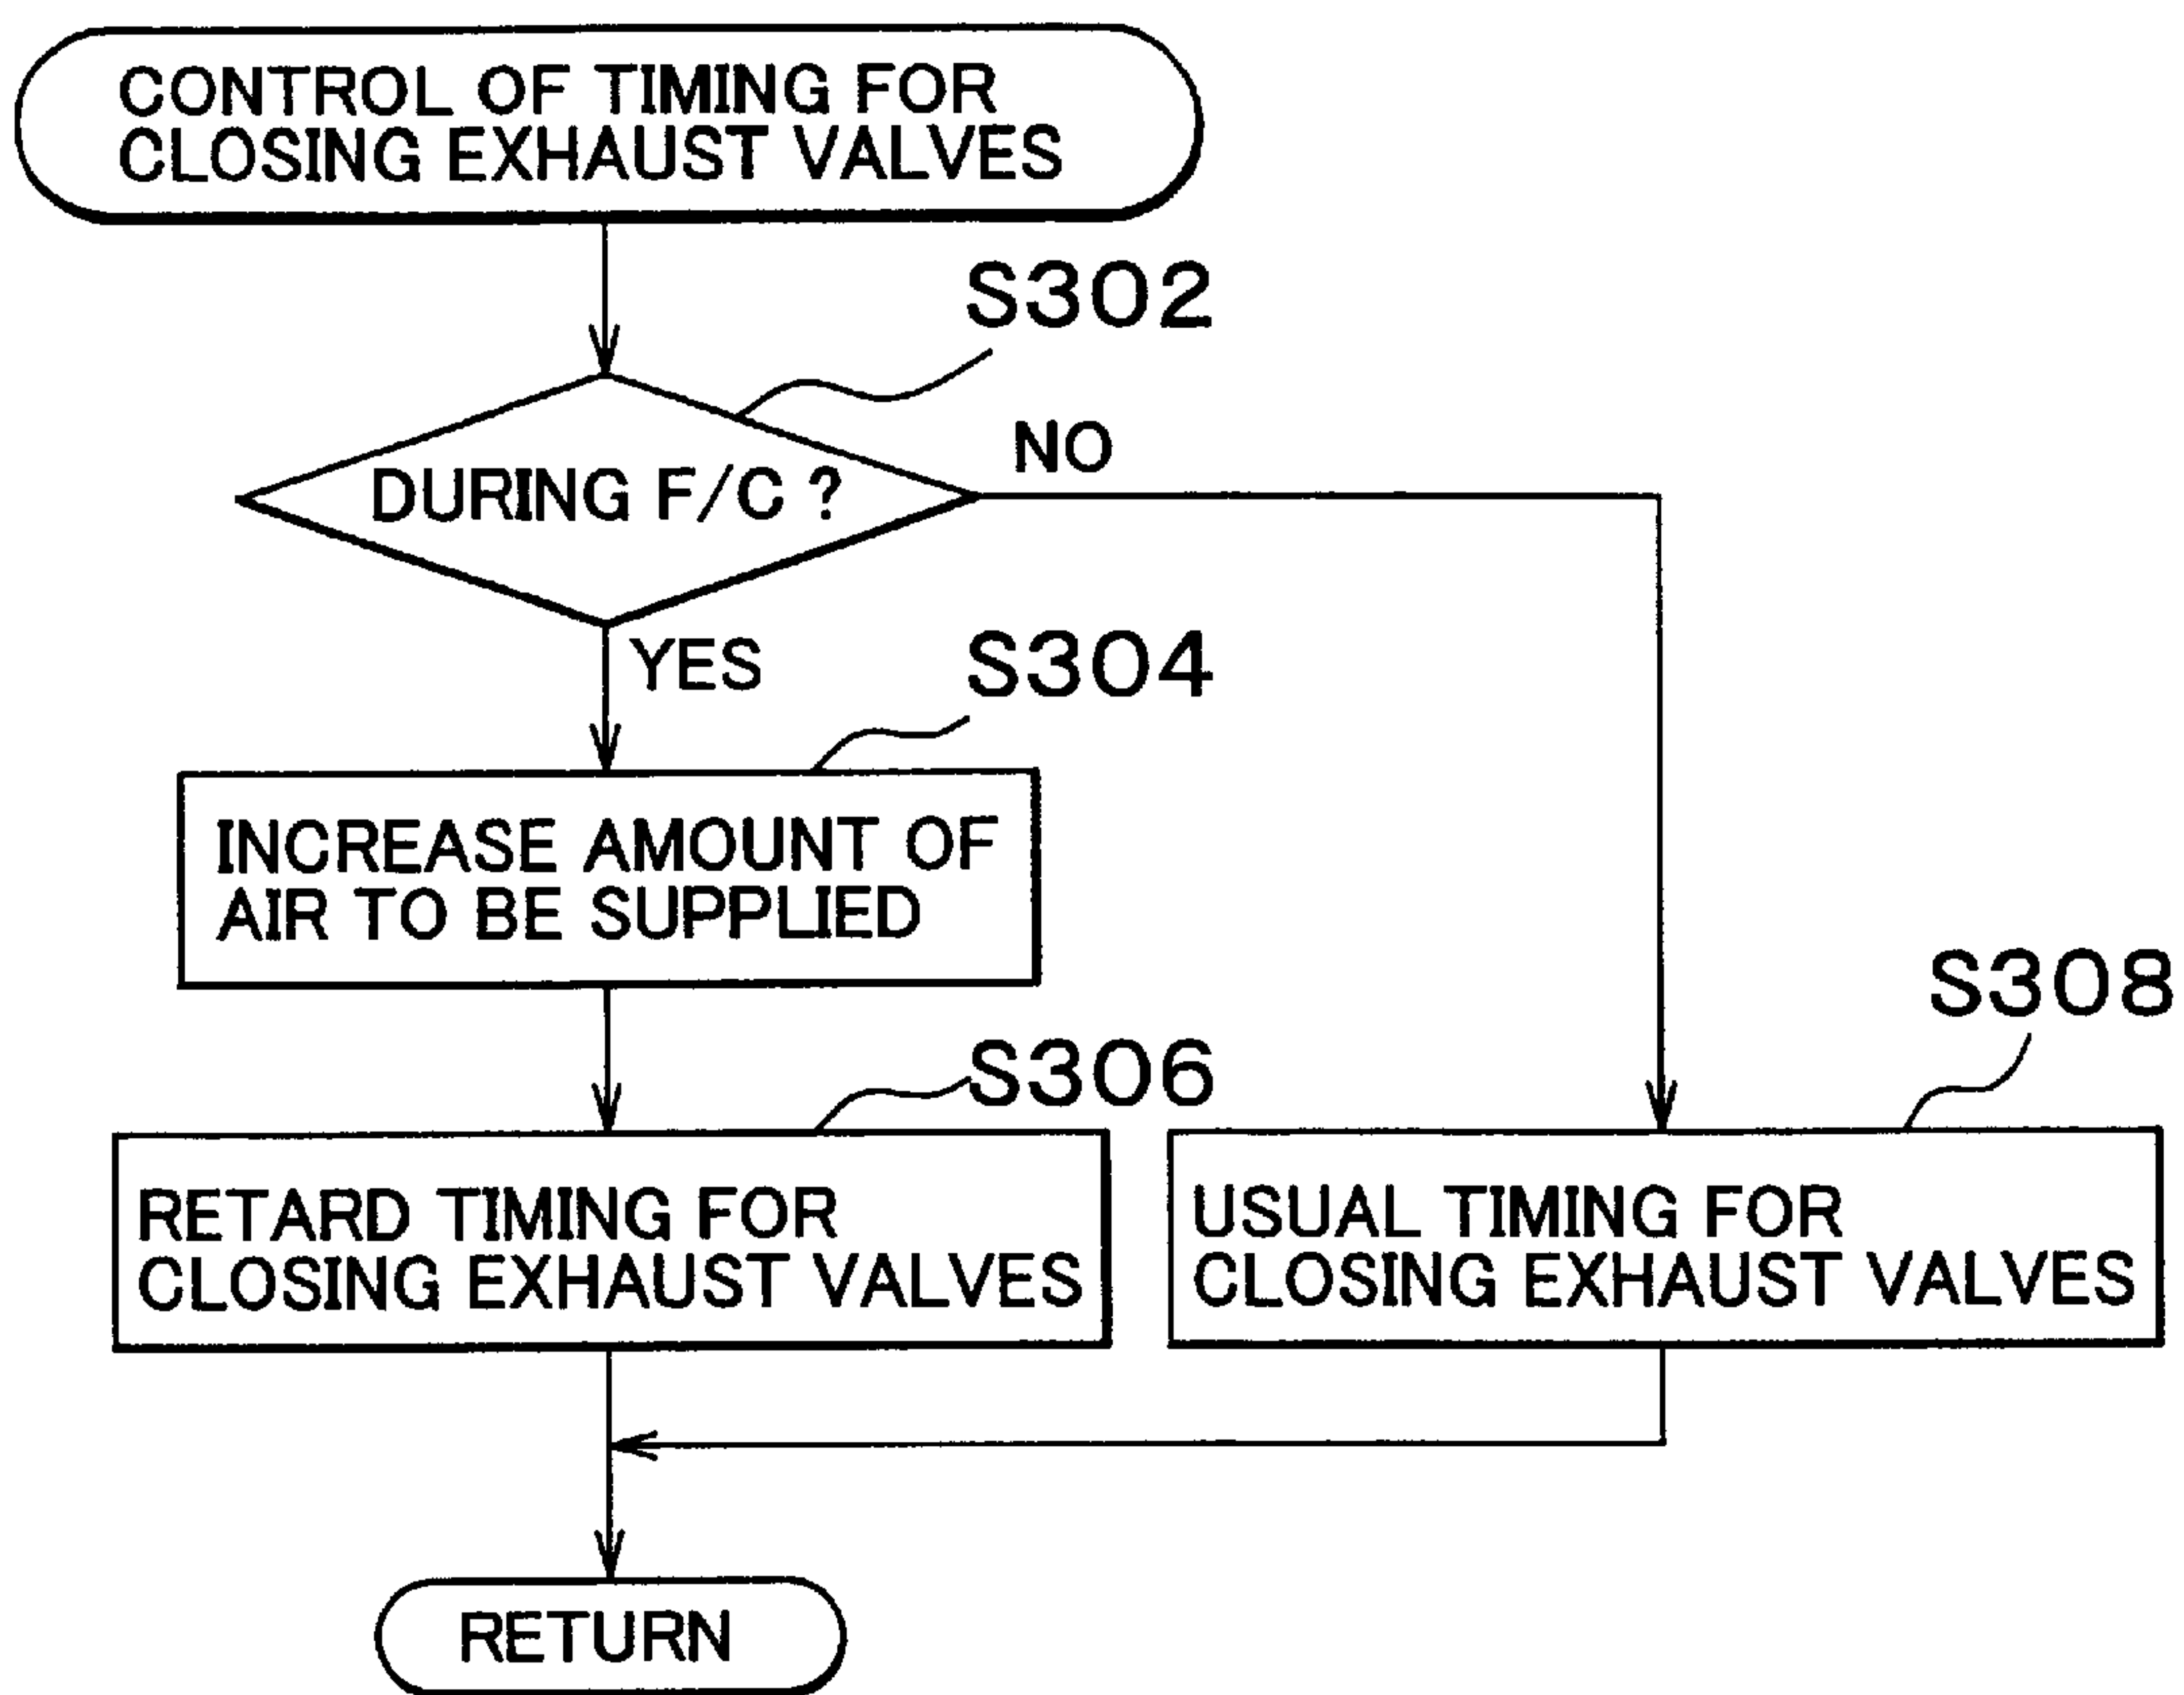 CONTROL OF TIMING FOR
CLOSING EXHAUST VALVES
S302
DURING F/C ?
NO
YES
S304
INCREASE AMOUNT OF
AIR TO BE SUPPLIED
S306
RETARD TIMING FOR
CLOSING EXHAUST VALVES
S308
USUAL TIMING FOR
CLOSING EXHAUST VALVES
RETURN